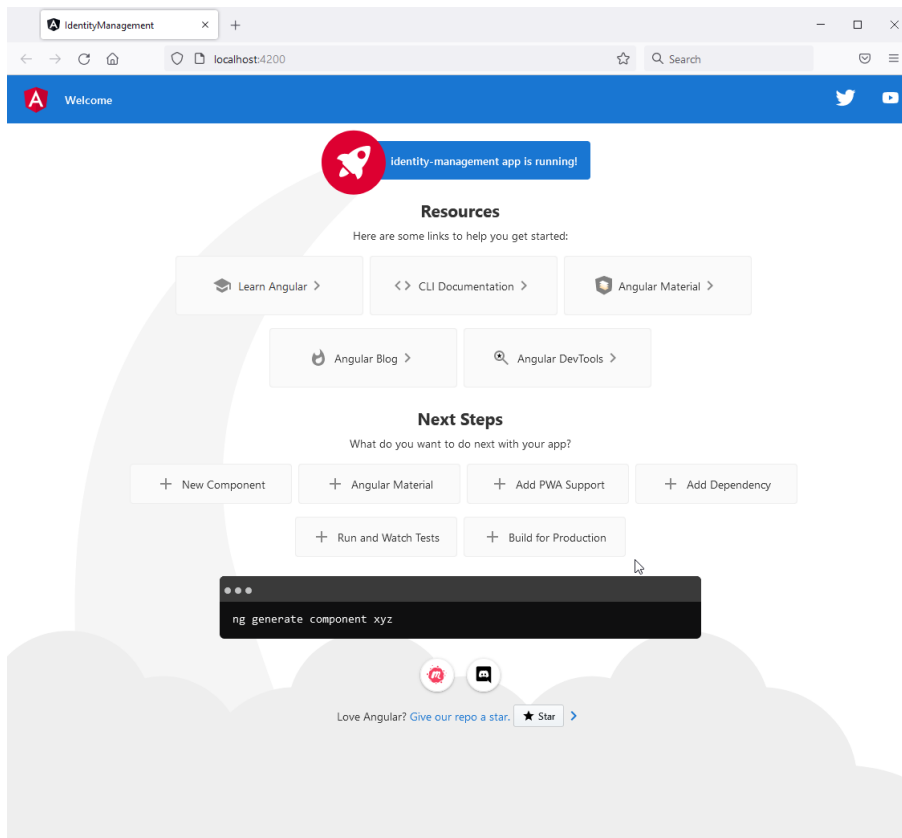 IdentityManagement
localhost:4200
Search
Welcome
identity-management app is running!
Resources
Here are some links to help you get started:
Learn Angular
CLI Documentation
Angular Material
Angular Blog
Angular DevTools
Next Steps
What do you want to do next with your app?
New Component
Angular Material
Add PWA Support
Add Dependency
Run and Watch Tests
Build for Production
ng generate component xyz
Love Angular? Give our repo a star. Star